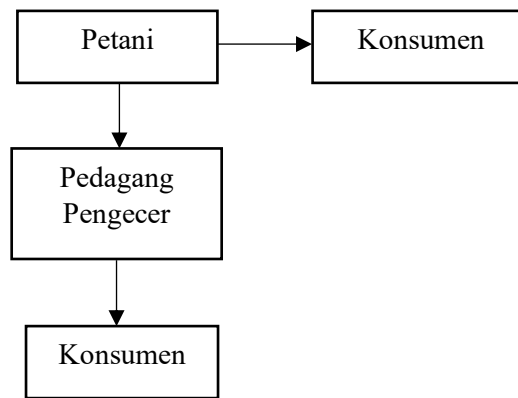 Petani
Konsumen
Pedagang
Pengecer
Konsumen